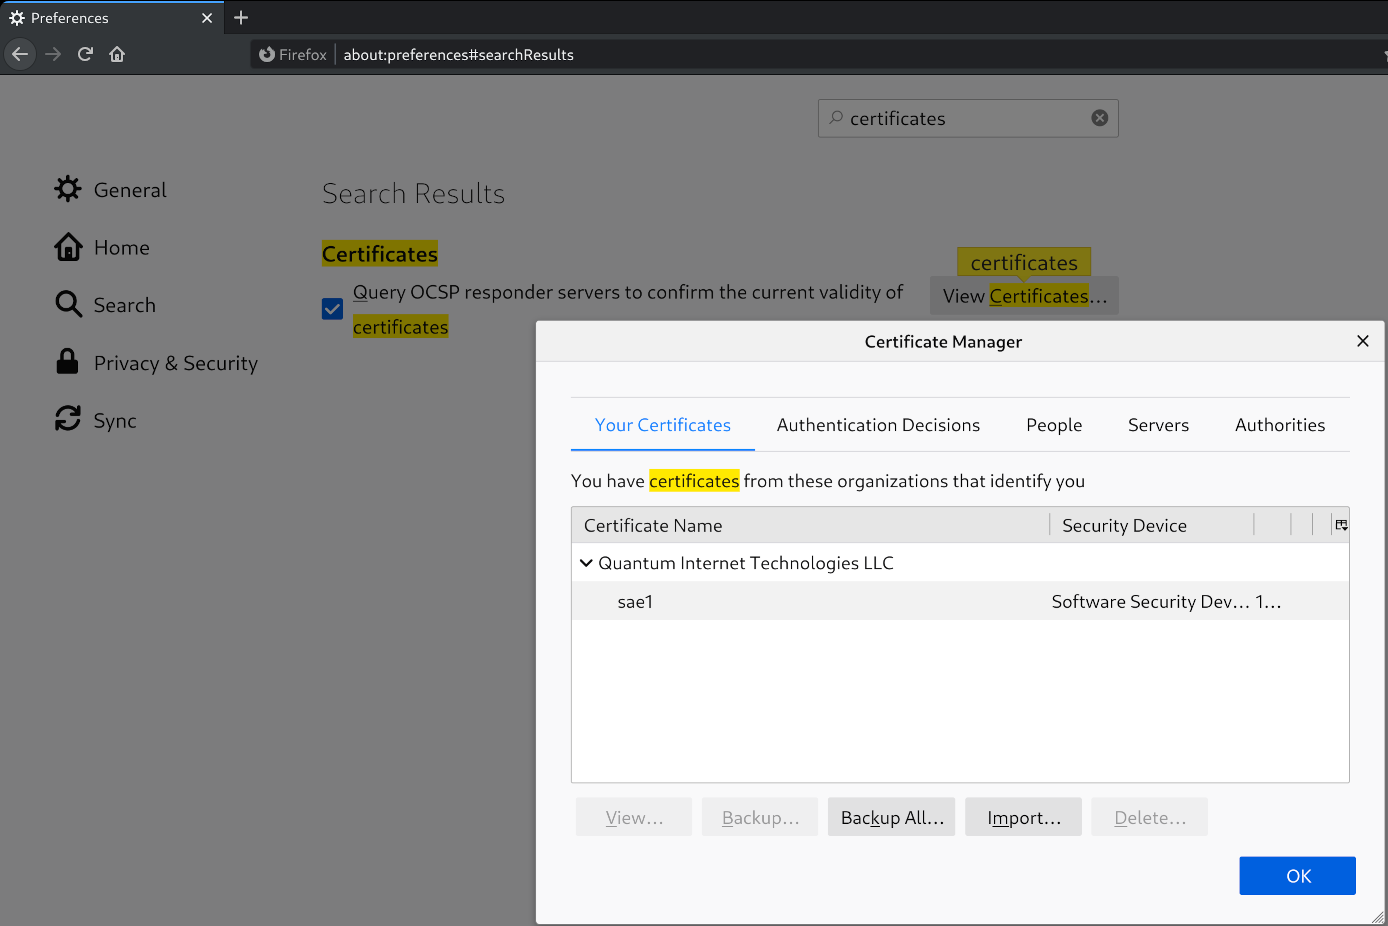 Preferences
Firefox
about:preferences#searchResults
certificates
General
Home
Search
Privacy & Security
Sync
Search Results
Certificates
Query OCSP responder servers to confirm the current validity of
certificates
certificates
View Certificates...
Certificate Manager
Your Certificates Authentication Decisions People Servers Authorities
You have certificates from these organizations that identify you
Certificate Name Security Device
Quantum Internet Technologies LLC
sae1 Software Security Dev... 1...
View... Backup... Backup All... Import... Delete...
OK